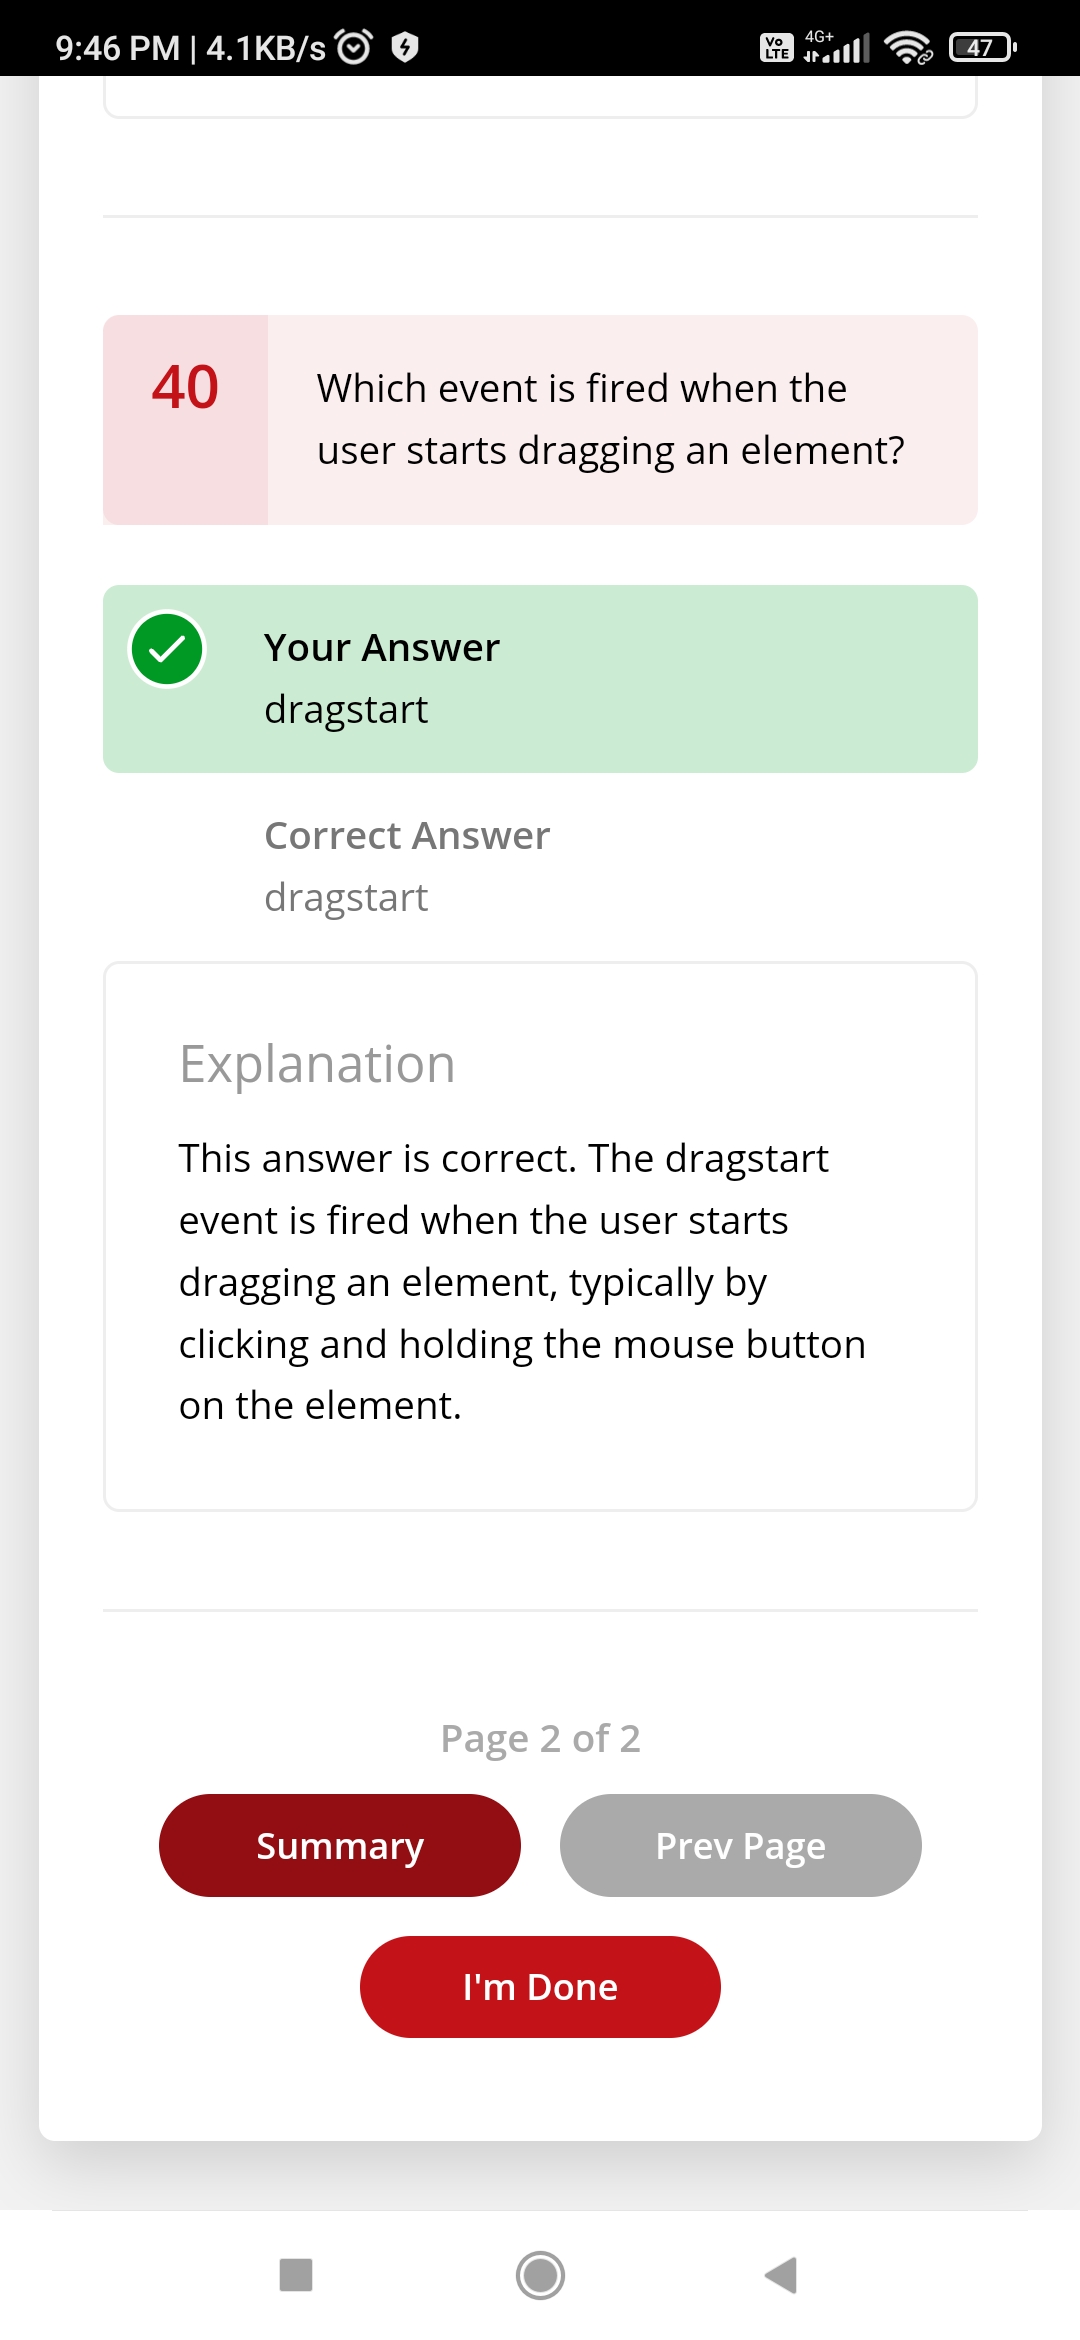 9:46 PM | 4.1KB/s
Vo LTE 4G+ 47
40
Which event is fired when the
user starts dragging an element?
Your Answer
dragstart
Correct Answer
dragstart
Explanation
This answer is correct. The dragstart
event is fired when the user starts
dragging an element, typically by
clicking and holding the mouse button
on the element.
Page 2 of 2
Summary
Prev Page
I'm Done